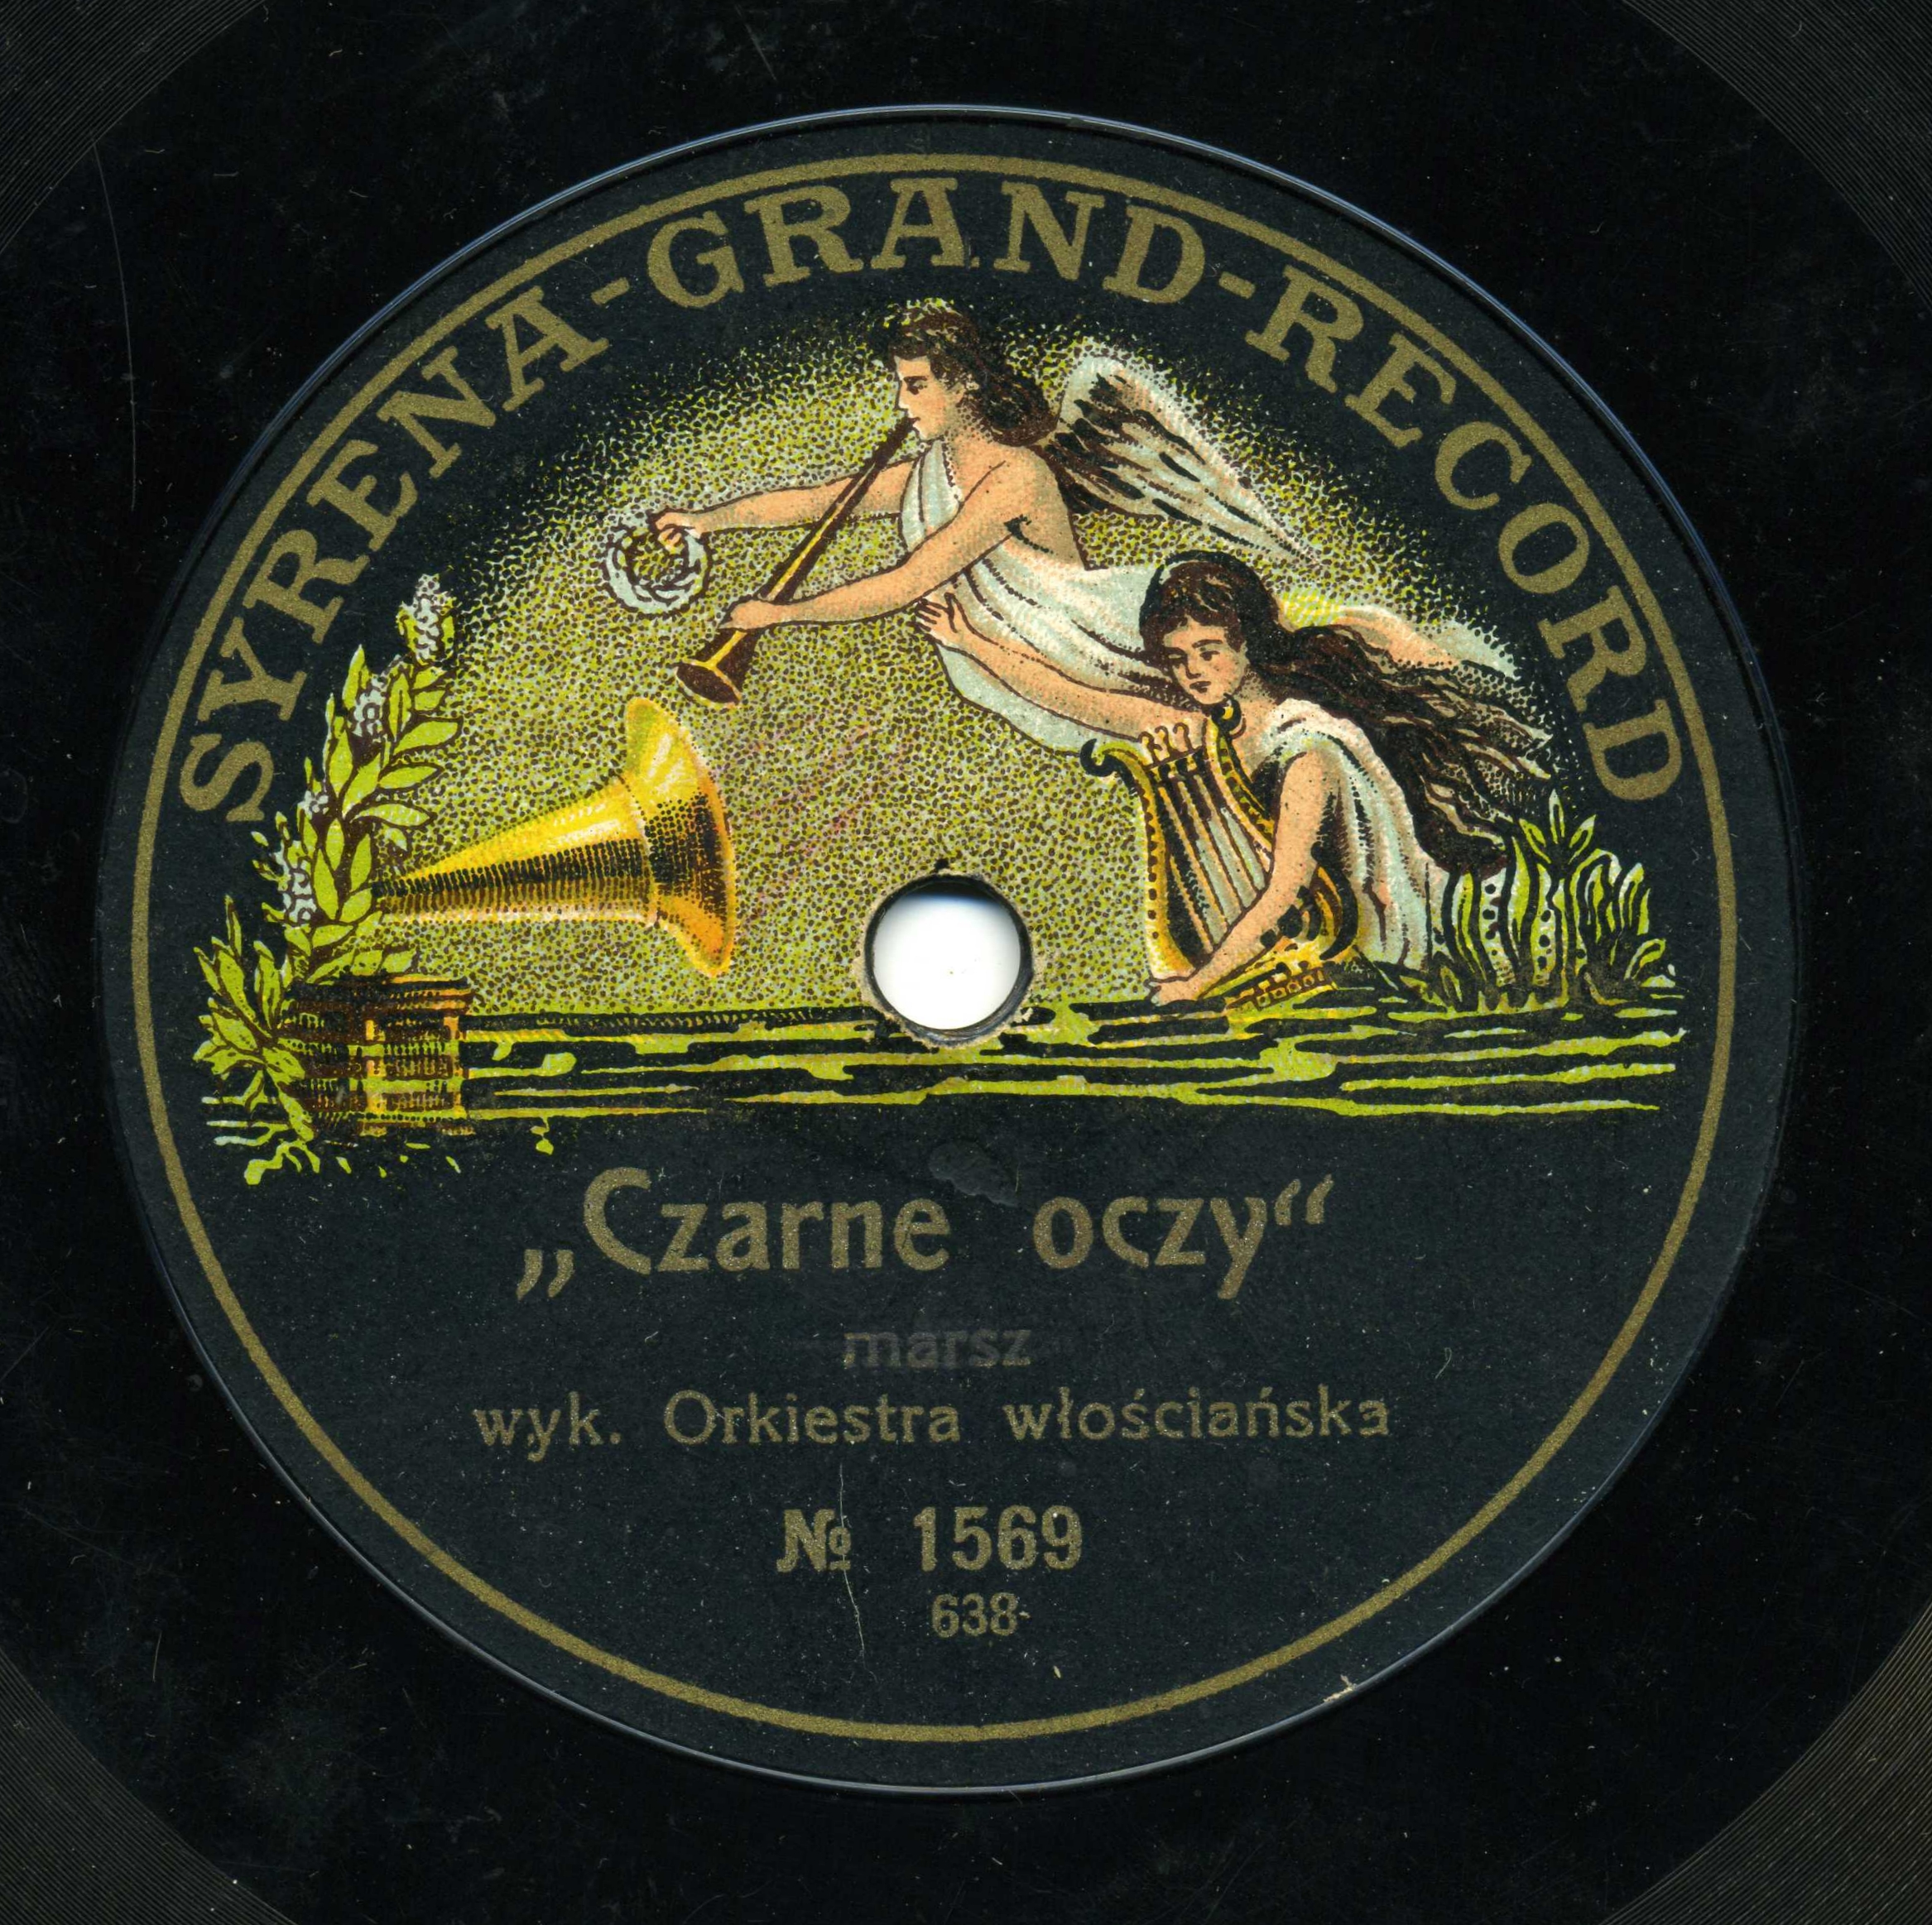 SYRENA-GRAND-RECORD
„Czarne oczy“
marsz
wyk. Orkiestra włościańska
№ 1569
638